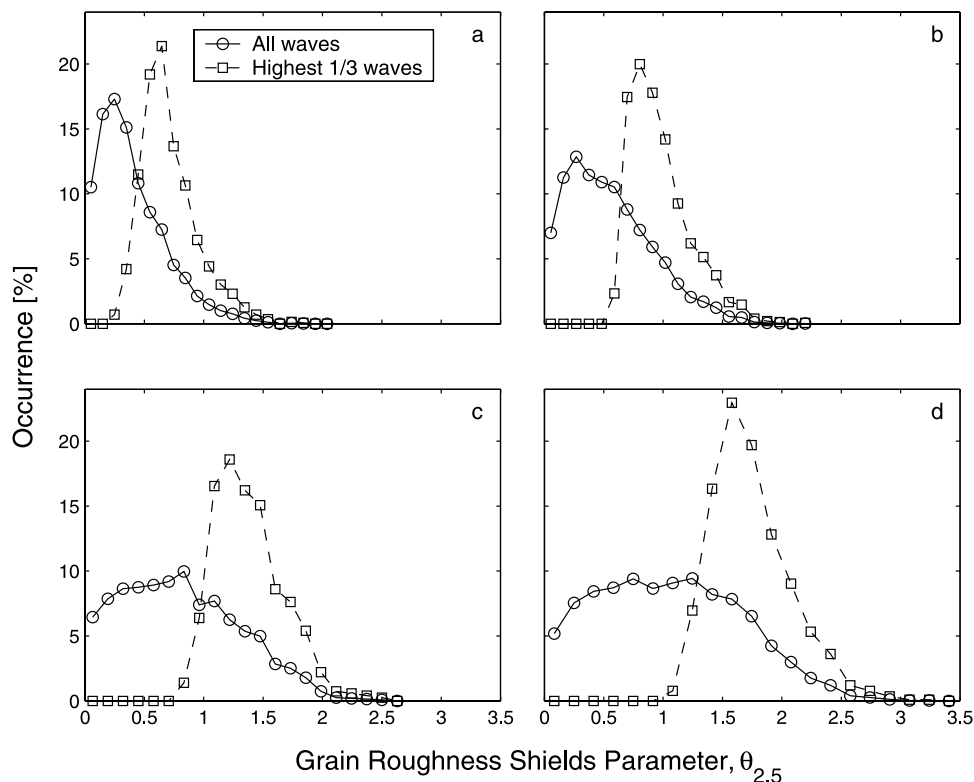 a
All waves
Highest 1/3 waves
20
15
10
5
0
b
Occurrence [%]
c
20
15
10
5
0
0 0.5 1 1.5 2 2.5 3 3.5
d
0 0.5 1 1.5 2 2.5 3 3.5
Grain Roughness Shields Parameter, θ2.5